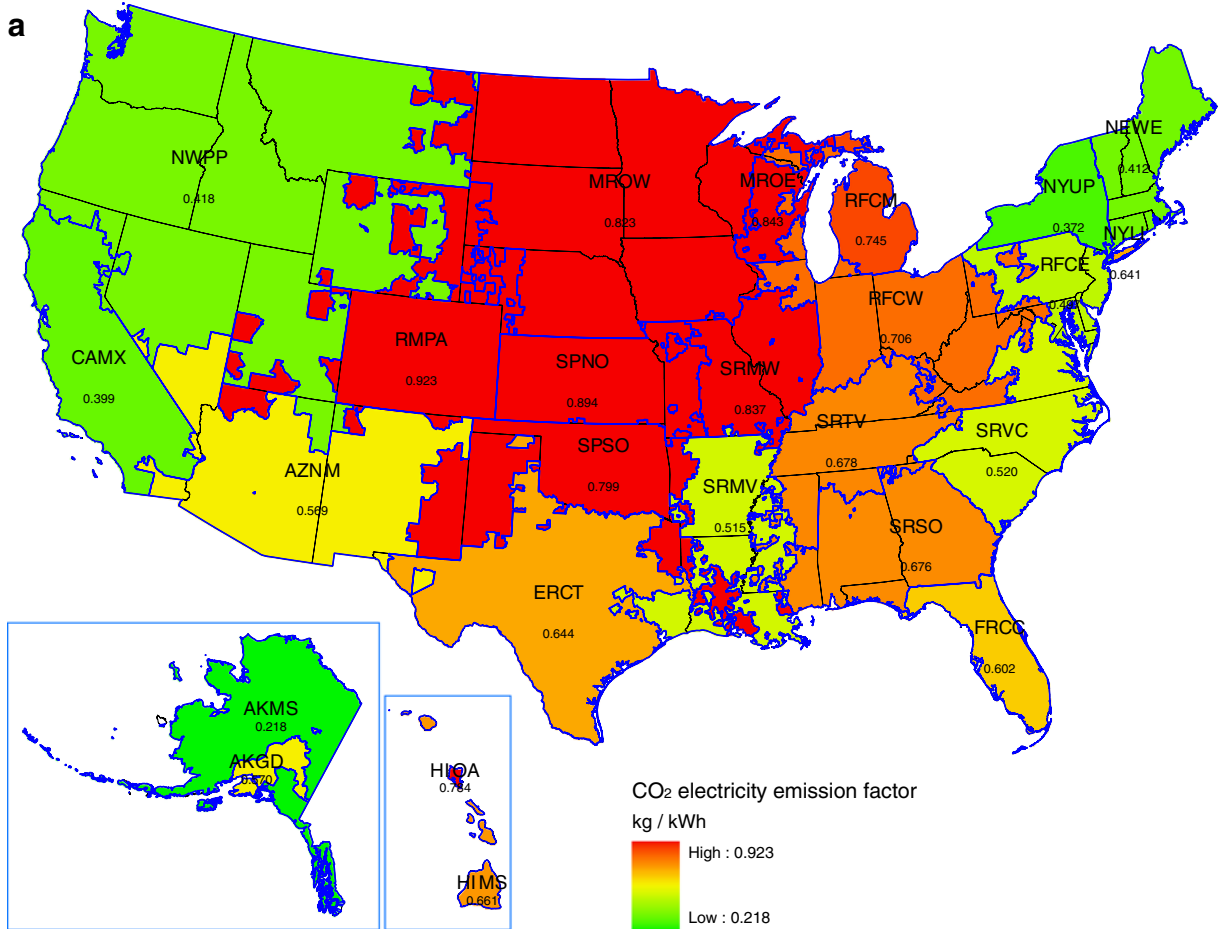 a
NEWE
0.412
NWPP
0.418
MROW
0.823
MROE
0.843
RFCM
0.745
NYUP
0.372
NYLI
0.641
RFCE
RFCW
0.706
CAMX
0.399
RMPA
0.923
SPNO
0.894
SRMW
0.837
SRTV
0.678
SRVC
0.520
AZNM
0.569
SPSO
0.799
SRMV
0.515
SRSO
0.676
ERCT
0.644
FRCC
0.602
AKMS
0.218
AKGD
HIOA
0.784
HIMS
0.661
CO₂ electricity emission factor
kg / kWh
High : 0.923
Low : 0.218